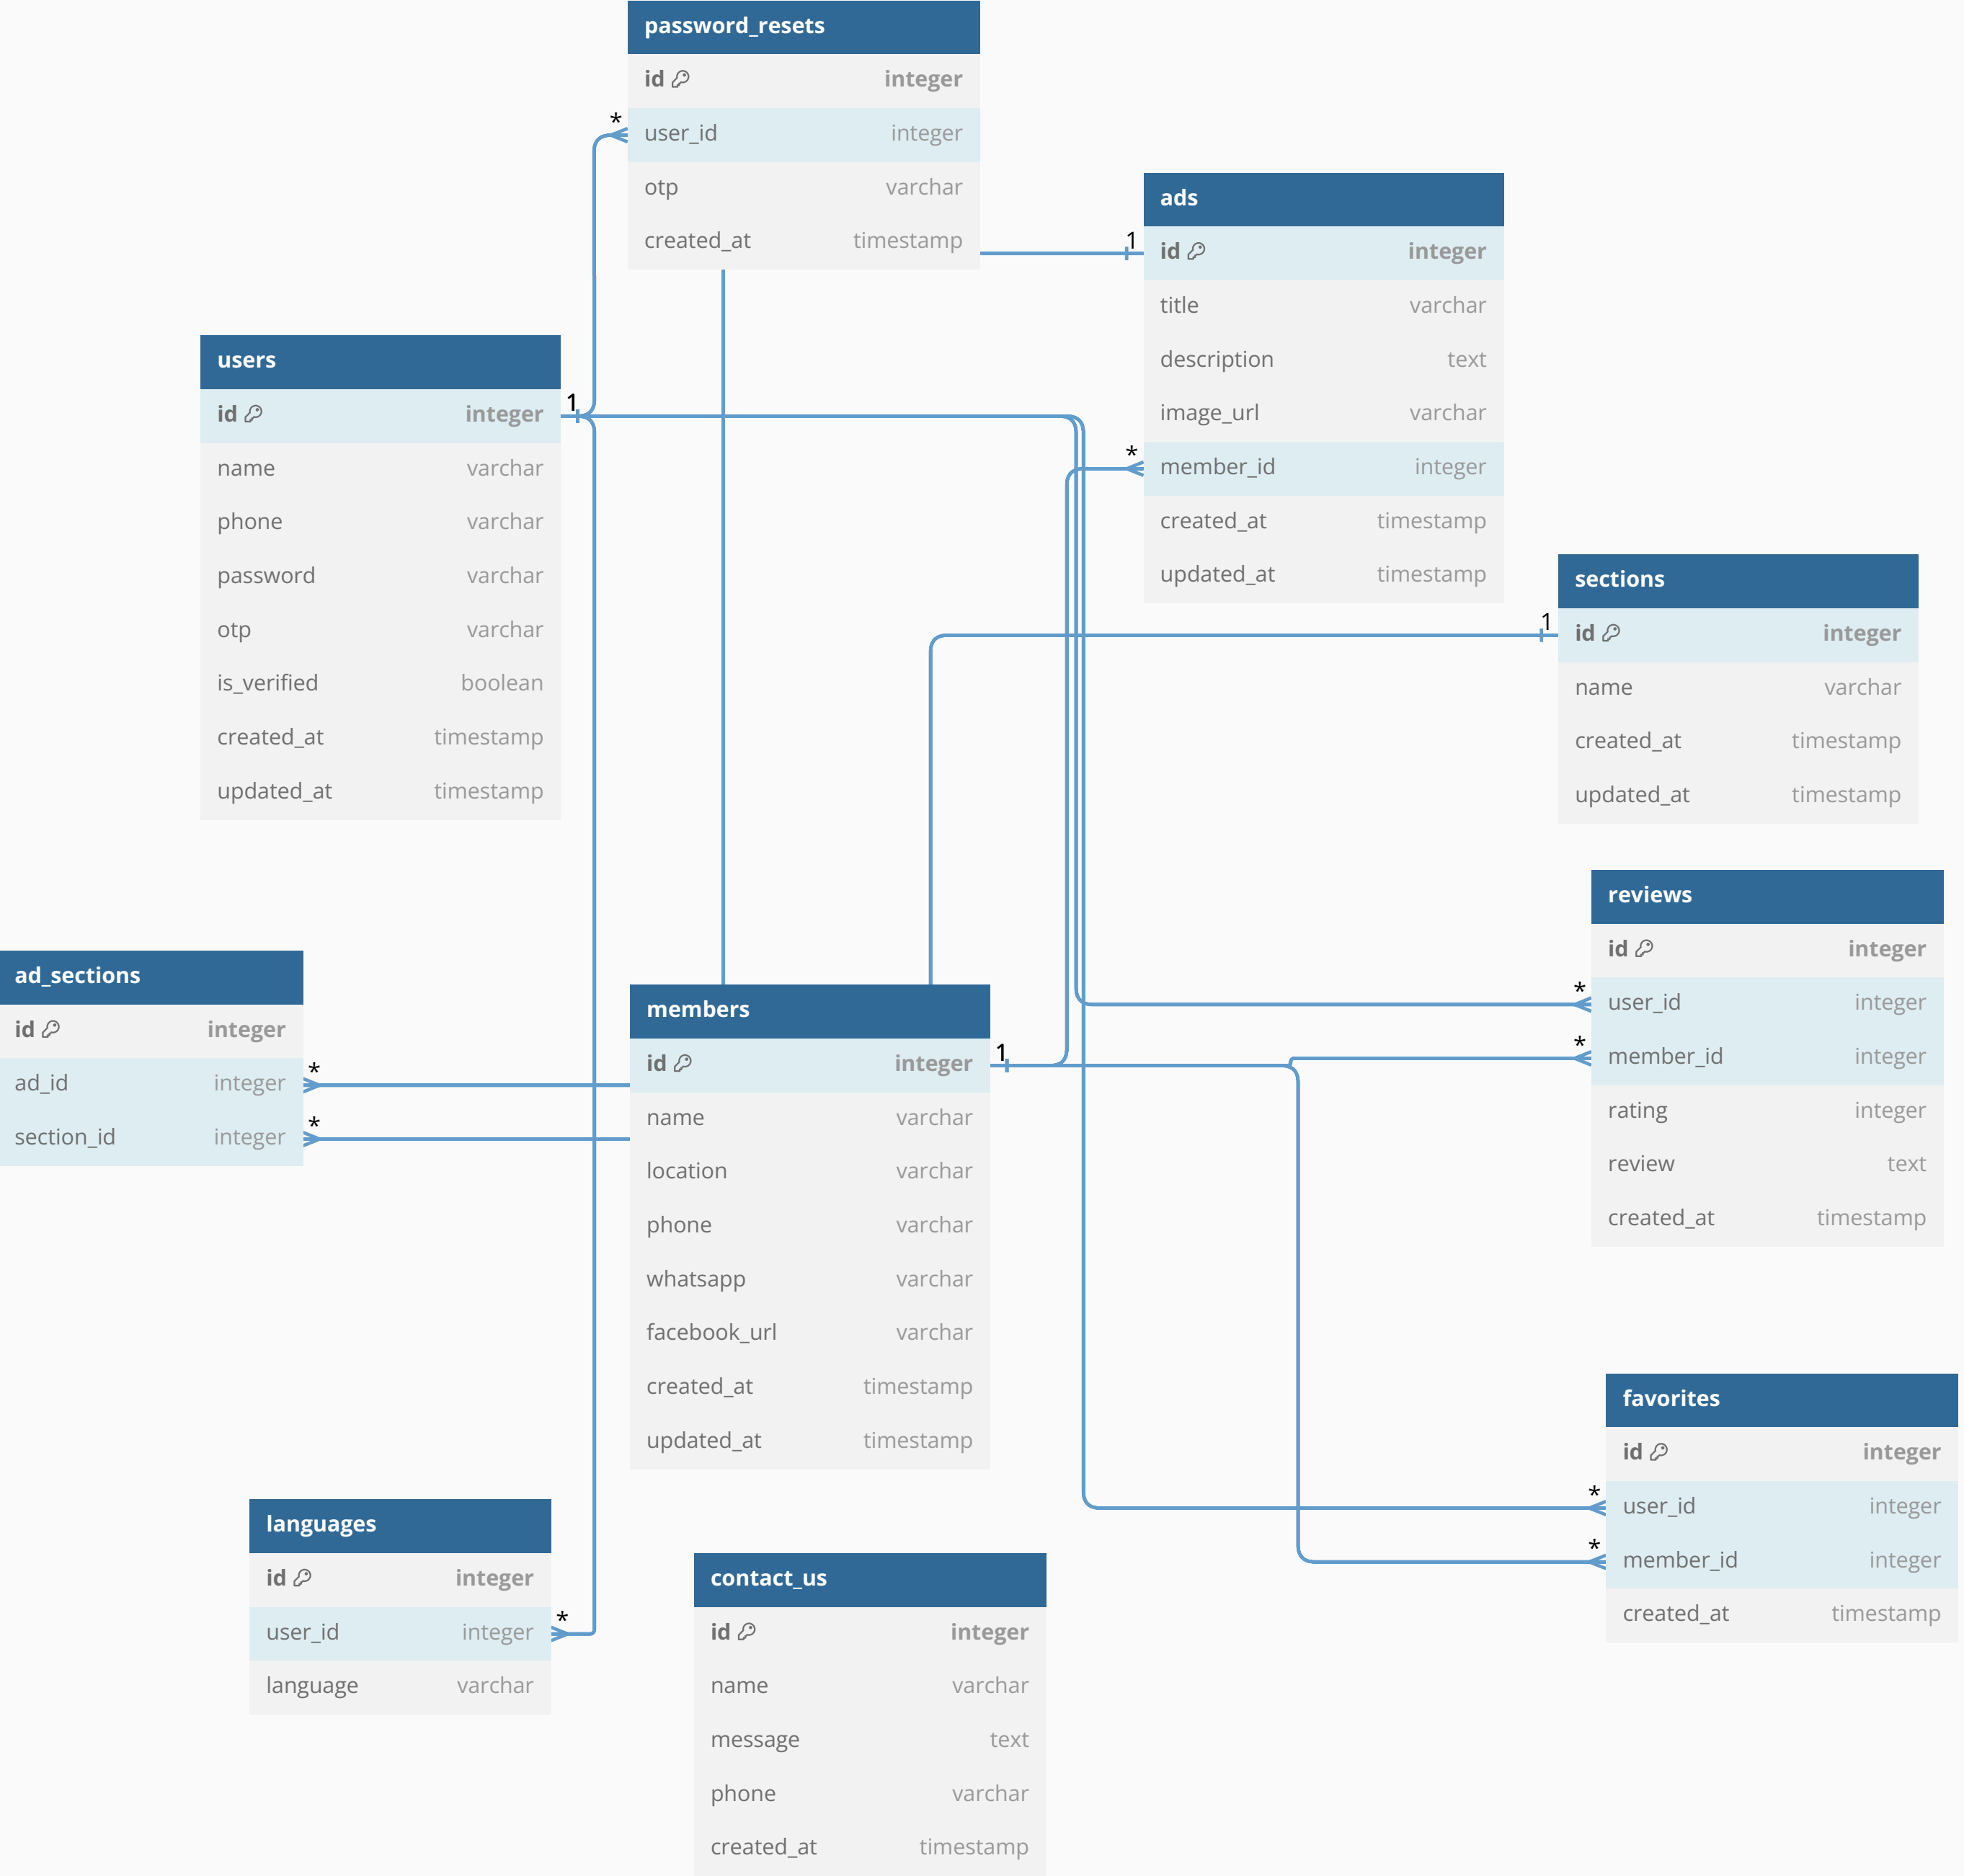 password_resets
id integer
* user_id integer
otp varchar
created_at timestamp
ads
1 id integer
title varchar
description text
image_url varchar
* member_id integer
created_at timestamp
updated_at timestamp
users
id integer 1
name varchar
phone varchar
password varchar
otp varchar
is_verified boolean
created_at timestamp
updated_at timestamp
sections
1 id integer
name varchar
created_at timestamp
updated_at timestamp
reviews
id integer
* user_id integer
* member_id integer
rating integer
review text
created_at timestamp
ad_sections
id integer
ad_id integer *
section_id integer *
members
id integer 1
name varchar
location varchar
phone varchar
whatsapp varchar
facebook_url varchar
created_at timestamp
updated_at timestamp
favorites
id integer
* user_id integer
* member_id integer
created_at timestamp
languages
id integer
user_id integer *
language varchar
contact_us
id integer
name varchar
message text
phone varchar
created_at timestamp